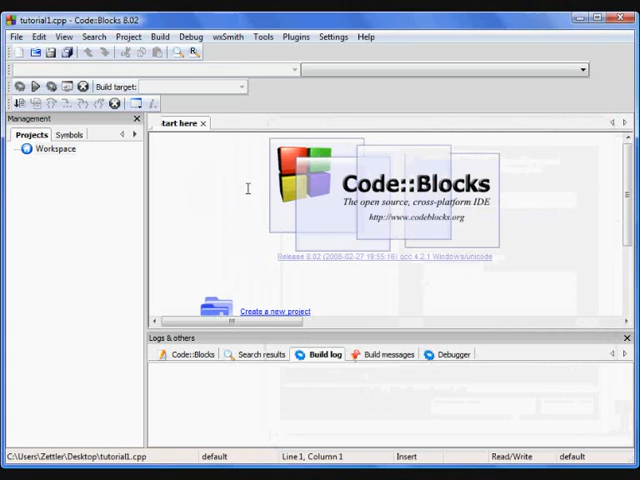 tutorial1.cpp - Code::Blocks 8.02
File Edit View Search Project Build Debug wxSmith Tools Plugins Settings Help
Build target:
Management
Projects Symbols
Workspace
tart here
Code::Blocks
The open source, cross-platform IDE
http://www.codeblocks.org
Release 8.02 (2008-02-27 19:55:16) gcc 4.2.1 Windows/unicode
Create a new project
Logs & others
Code::Blocks Search results Build log Build messages Debugger
C:\Users\Zettler\Desktop\tutorial1.cpp default Line 1, Column 1 Insert Read/Write default